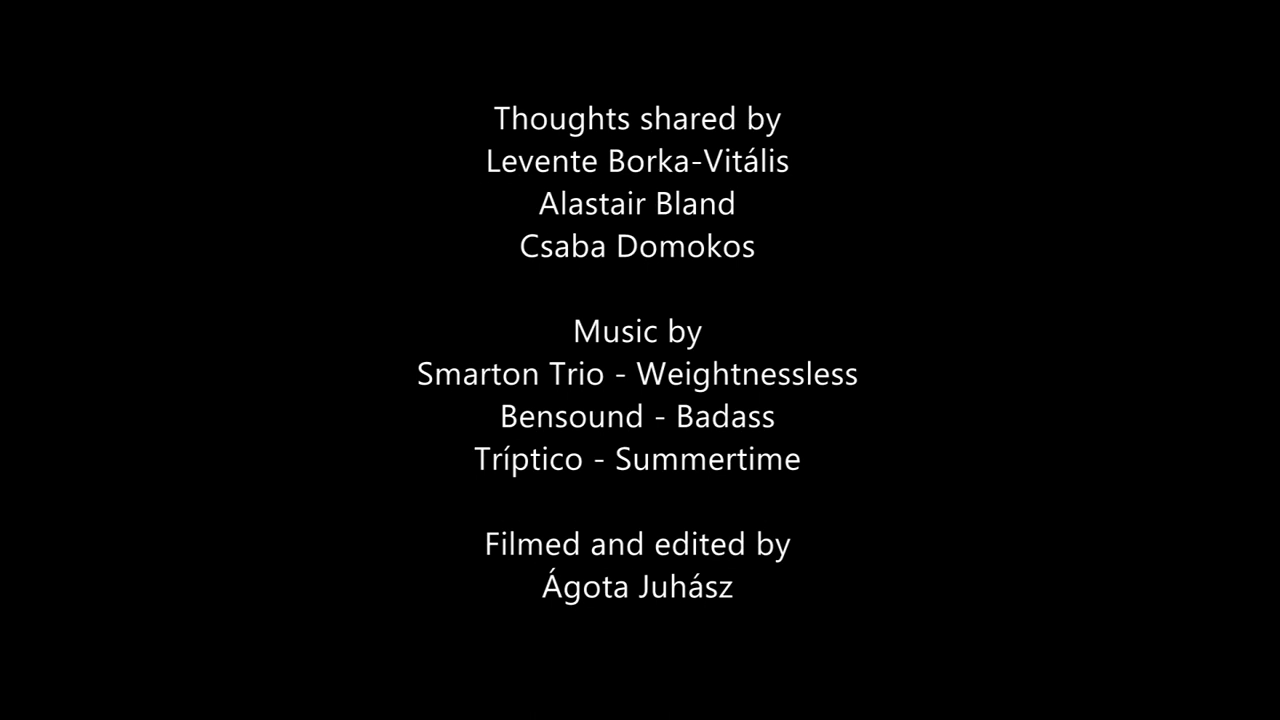 Thoughts shared by
Levente Borka-Vitális
Alastair Bland
Csaba Domokos
Music by
Smarton Trio - Weightnessless
Bensound - Badass
Tríptico - Summertime
Filmed and edited by
Ágota Juhász